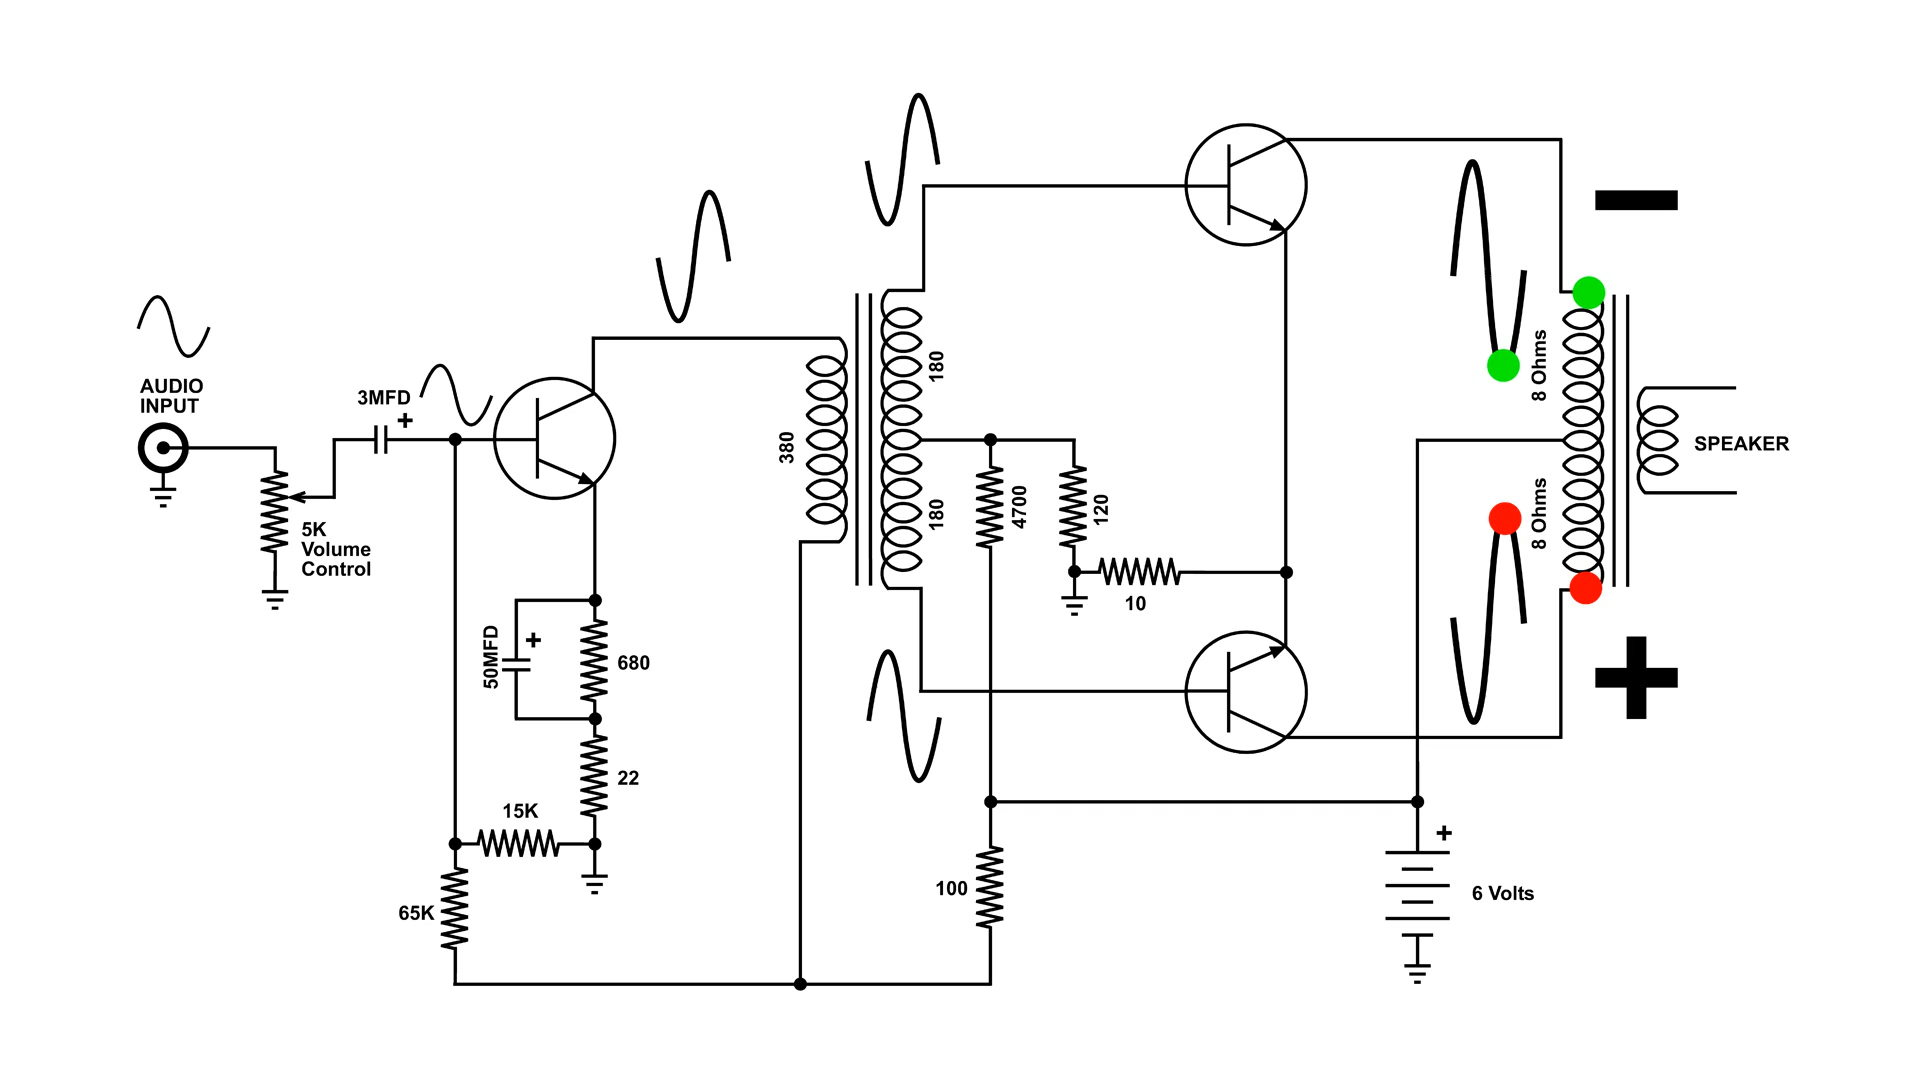 AUDIO
INPUT
3MFD
+
5K
Volume
Control
50MFD
+
680
22
15K
65K
380
180
180
4700
120
10
100
8 Ohms
8 Ohms
−
+
SPEAKER
+
6 Volts